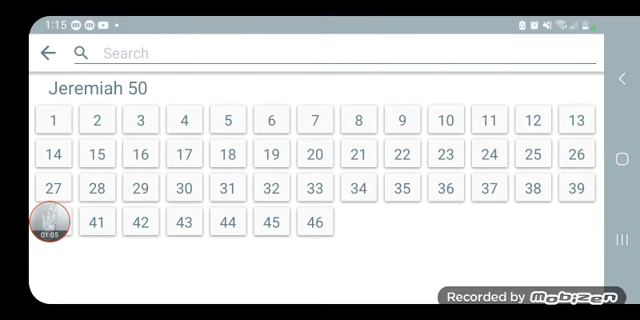 1:15
Search
Jeremiah 50
1 2 3 4 5 6 7 8 9 10 11 12 13
14 15 16 17 18 19 20 21 22 23 24 25 26
27 28 29 30 31 32 33 34 35 36 37 38 39
01:05 41 42 43 44 45 46
Recorded by Mobizen